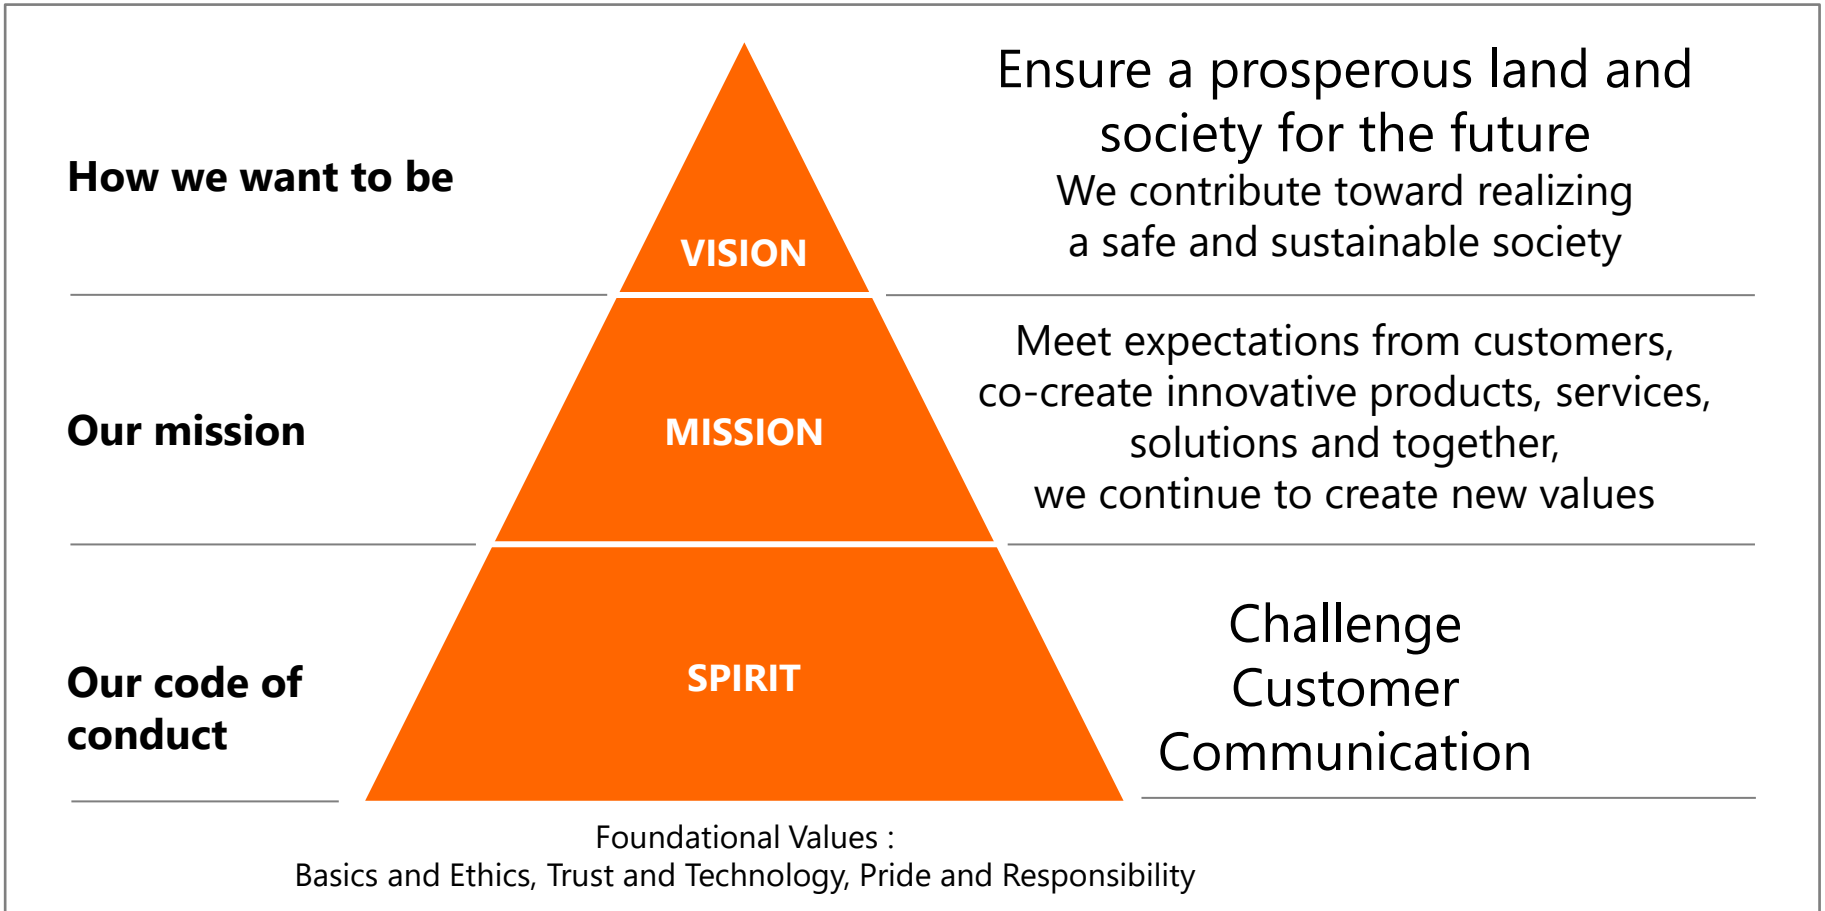 How we want to be
VISION
Ensure a prosperous land and
society for the future
We contribute toward realizing
a safe and sustainable society
Our mission
MISSION
Meet expectations from customers,
co-create innovative products, services,
solutions and together,
we continue to create new values
Our code of
conduct
SPIRIT
Challenge
Customer
Communication
Foundational Values :
Basics and Ethics, Trust and Technology, Pride and Responsibility